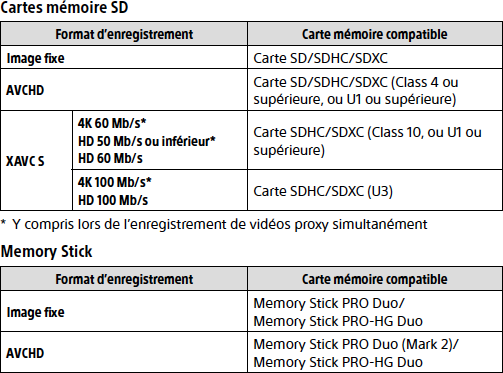 Cartes mémoire SD
Format d'enregistrement Carte mémoire compatible
Image fixe Carte SD/SDHC/SDXC
AVCHD
Carte SD/SDHC/SDXC (Class 4 ou
supérieure, ou U1 ou supérieure)
XAVC S
4K 60 Mb/s*
HD 50 Mb/s ou inférieur*
HD 60 Mb/s
Carte SDHC/SDXC (Class 10, ou U1 ou
supérieure)
4K 100 Mb/s*
HD 100 Mb/s
Carte SDHC/SDXC (U3)
* Y compris lors de l'enregistrement de vidéos proxy simultanément
Memory Stick
Format d'enregistrement Carte mémoire compatible
Image fixe
Memory Stick PRO Duo/
Memory Stick PRO-HG Duo
AVCHD
Memory Stick PRO Duo (Mark 2)/
Memory Stick PRO-HG Duo